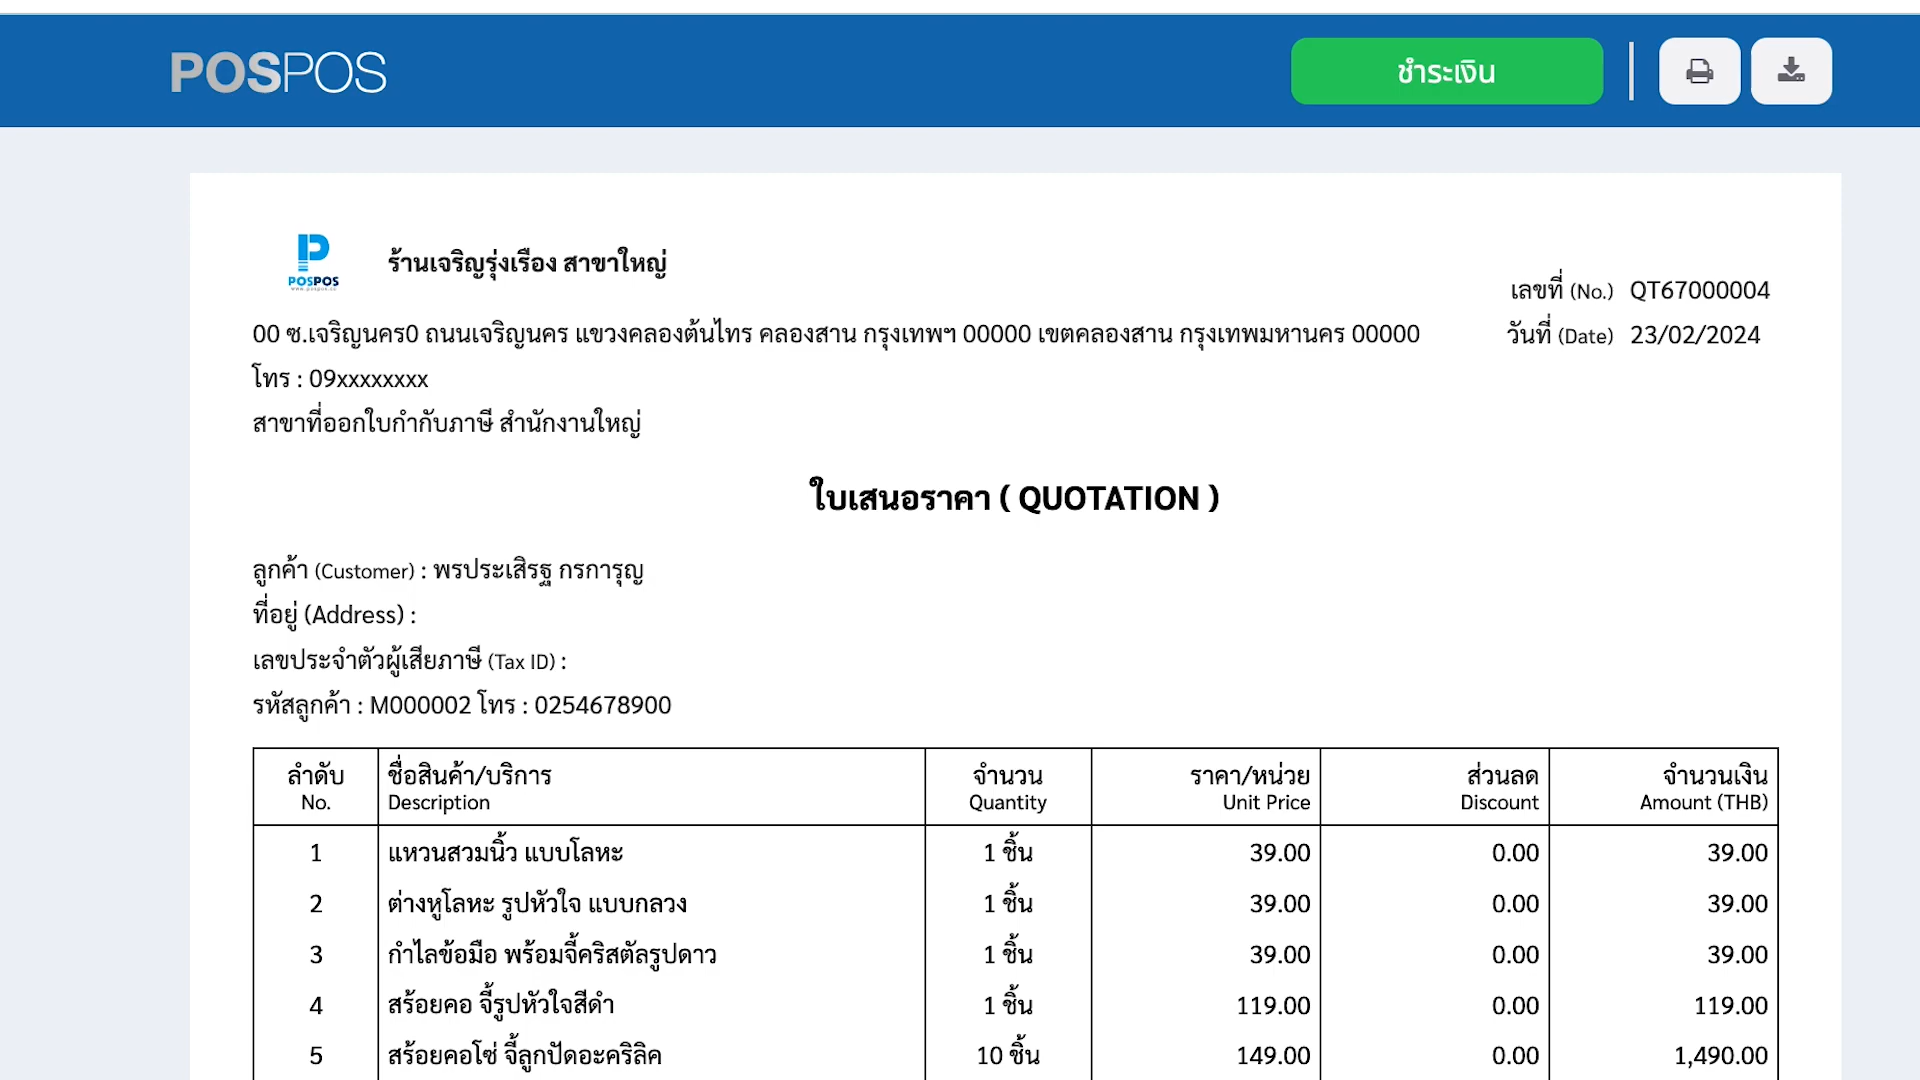 POSPOS
ชำระเงิน
POSPOS
ร้านเจริญรุ่งเรือง สาขาใหญ่
เลขที่ (No.) QT67000004
00 ซ.เจริญนคร0 ถนนเจริญนคร แขวงคลองต้นไทร คลองสาน กรุงเทพฯ 00000 เขตคลองสาน กรุงเทพมหานคร 00000
วันที่ (Date) 23/02/2024
โทร : 09xxxxxxxx
สาขาที่ออกใบกำกับภาษี สำนักงานใหญ่
ใบเสนอราคา ( QUOTATION )
ลูกค้า (Customer) : พรประเสิรฐ กรการุญ
ที่อยู่ (Address) :
เลขประจำตัวผู้เสียภาษี (Tax ID) :
รหัสลูกค้า : M000002 โทร : 0254678900
ลำดับ ชื่อสินค้า/บริการ จำนวน ราคา/หน่วย ส่วนลด จำนวนเงิน
No. Description Quantity Unit Price Discount Amount (THB)
1 แหวนสวมนิ้ว แบบโลหะ 1 ชิ้น 39.00 0.00 39.00
2 ต่างหูโลหะ รูปหัวใจ แบบกลวง 1 ชิ้น 39.00 0.00 39.00
3 กำไลข้อมือ พร้อมจี้คริสตัลรูปดาว 1 ชิ้น 39.00 0.00 39.00
4 สร้อยคอ จี้รูปหัวใจสีดำ 1 ชิ้น 119.00 0.00 119.00
5 สร้อยคอโซ่ จี้ลูกปัดอะคริลิค 10 ชิ้น 149.00 0.00 1,490.00